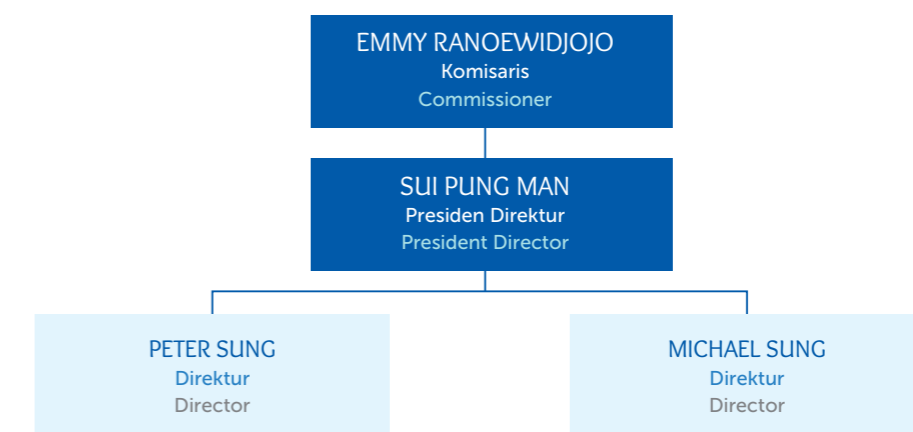 EMMY RANOEWIDJOJO
Komisaris
Commissioner
SUI PUNG MAN
Presiden Direktur
President Director
PETER SUNG
Direktur
Director
MICHAEL SUNG
Direktur
Director